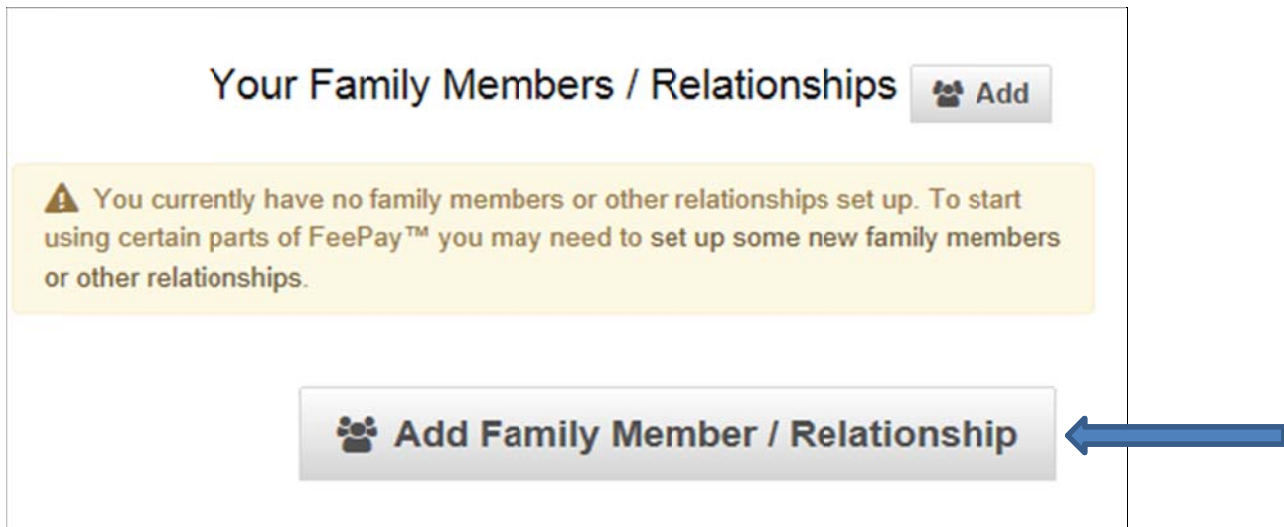 Your Family Members / Relationships Add
You currently have no family members or other relationships set up. To start
using certain parts of FeePay™ you may need to set up some new family members
or other relationships.
Add Family Member / Relationship